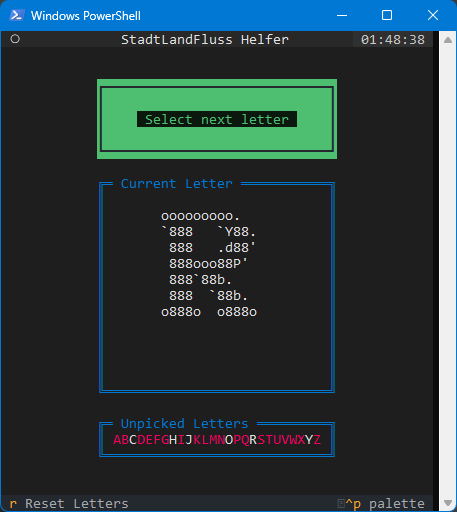 Windows PowerShell
StadtLandFluss Helfer 01:48:38
Select next letter
Current Letter
ooooooooo.
`888   `Y88.
 888   .d88'
 888ooo88P'
 888`88b.
 888  `88b.
o888o  o888o
Unpicked Letters
ABCDEFGHIJKLMNOPQRSTUVWXYZ
r Reset Letters ^p palette